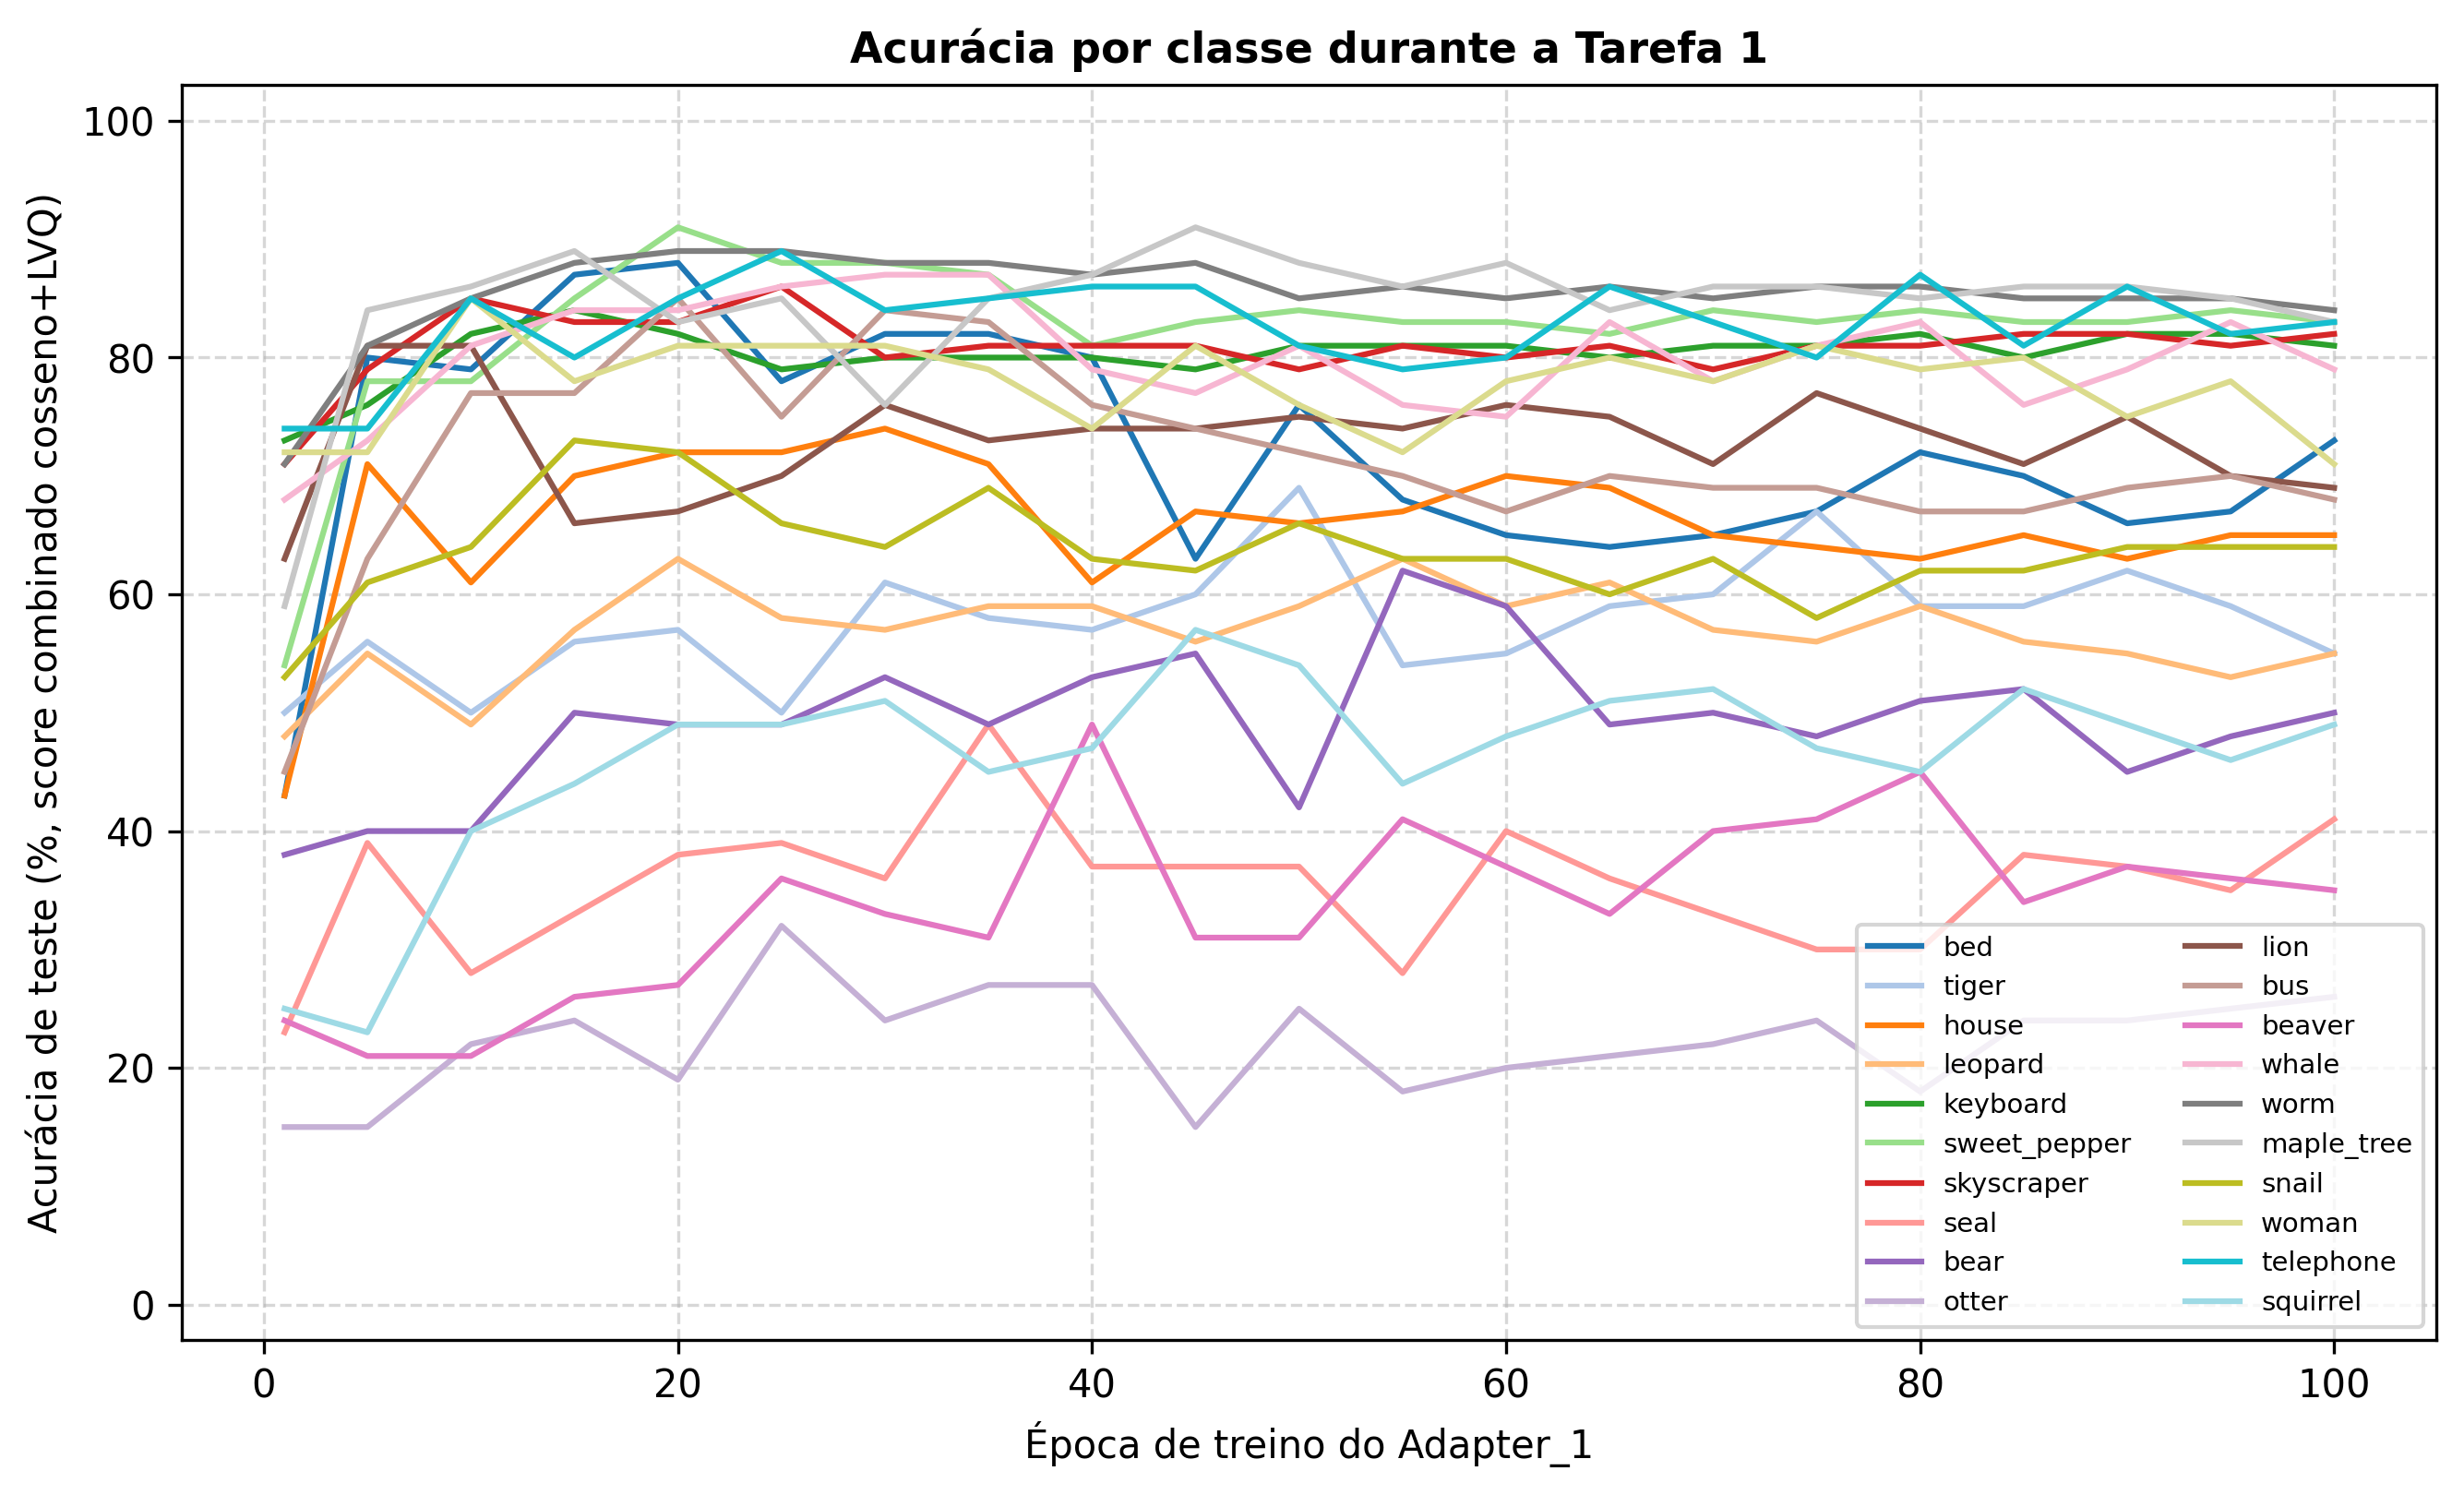 Acurácia por classe durante a Tarefa 1
Acurácia de teste (%, score combinado cosseno+LVQ)
100
80
60
40
20
0
0 20 40 60 80 100
Época de treino do Adapter_1
bed
tiger
house
leopard
keyboard
sweet_pepper
skyscraper
seal
bear
otter
lion
bus
beaver
whale
worm
maple_tree
snail
woman
telephone
squirrel